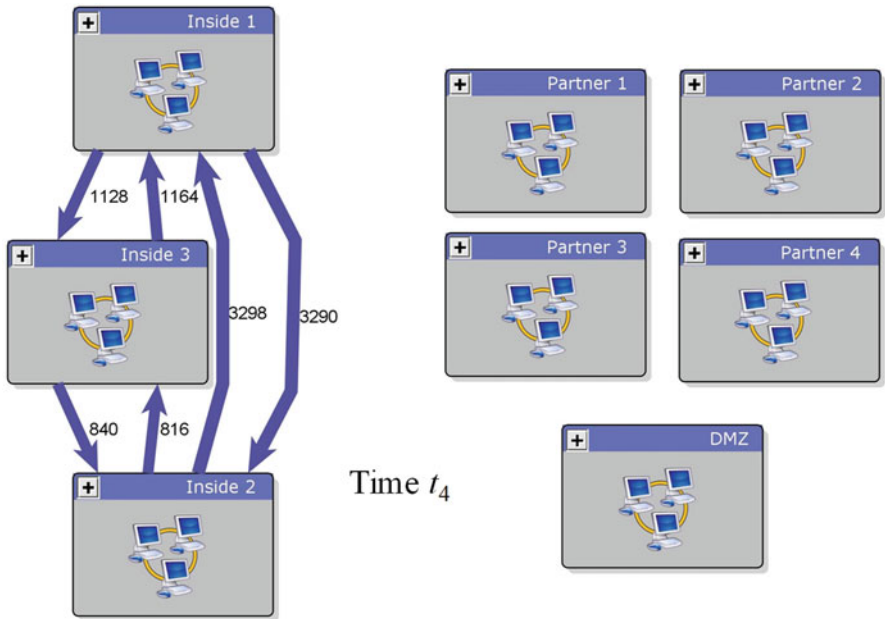 Inside 1
Partner 1
Partner 2
1128
1164
Inside 3
Partner 3
Partner 4
3298
3290
840
816
DMZ
Inside 2
Time t₄